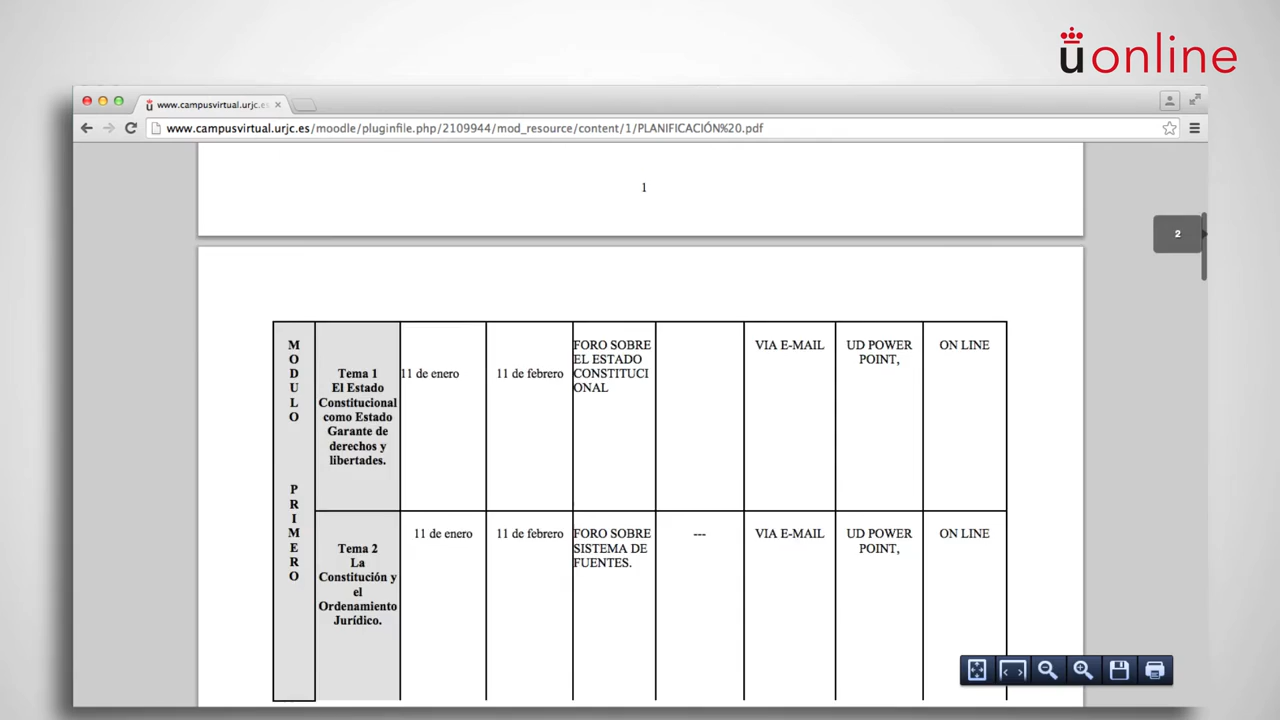 uonline
www.campusvirtual.urjc.es
www.campusvirtual.urjc.es/moodle/pluginfile.php/2109944/mod_resource/content/1/PLANIFICACIÓN%20.pdf
1
2
M
O
D
U
L
O
P
R
I
M
E
R
O
Tema 1
El Estado
Constitucional
como Estado
Garante de
derechos y
libertades.
11 de enero
11 de febrero
FORO SOBRE
EL ESTADO
CONSTITUCI
ONAL
VIA E-MAIL
UD POWER
POINT,
ON LINE
Tema 2
La
Constitución y
el
Ordenamiento
Jurídico.
11 de enero
11 de febrero
FORO SOBRE
SISTEMA DE
FUENTES.
---
VIA E-MAIL
UD POWER
POINT,
ON LINE